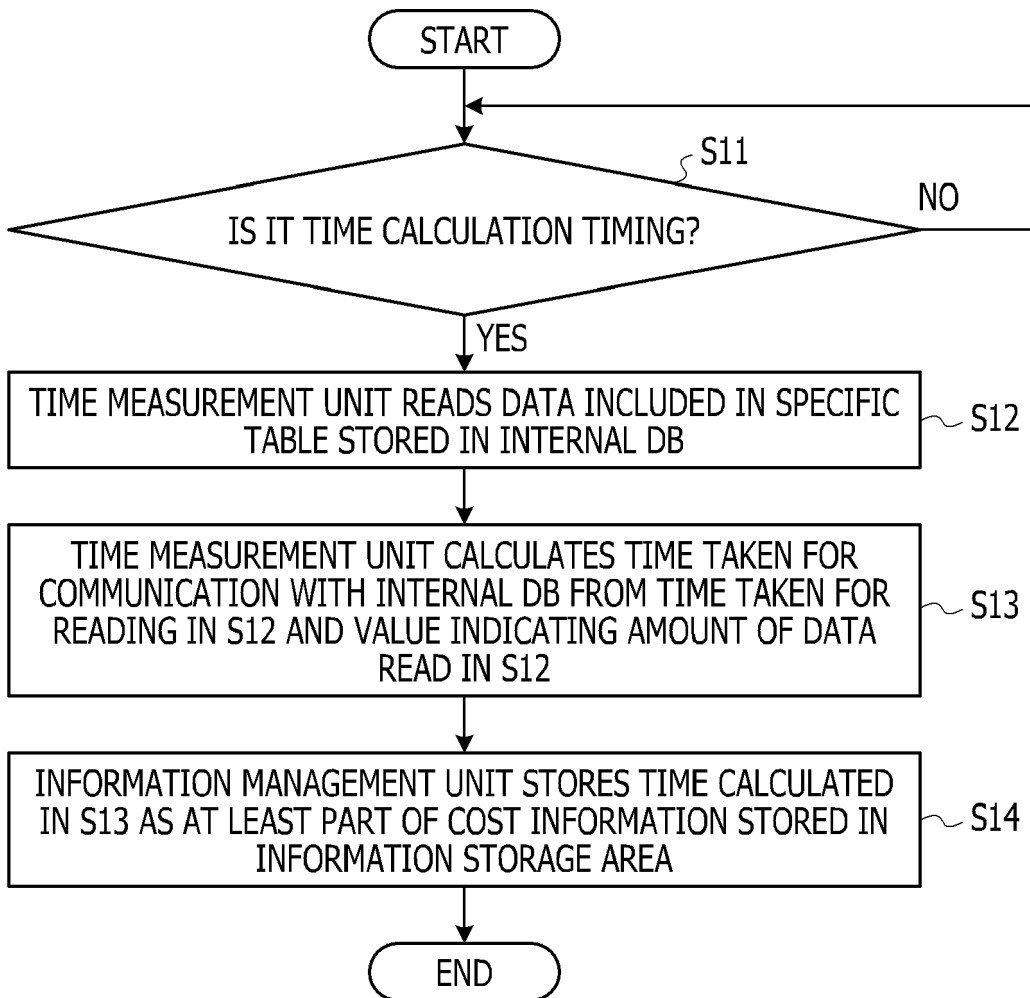 START
S11
IS IT TIME CALCULATION TIMING?
NO
YES
TIME MEASUREMENT UNIT READS DATA INCLUDED IN SPECIFIC
TABLE STORED IN INTERNAL DB
S12
TIME MEASUREMENT UNIT CALCULATES TIME TAKEN FOR
COMMUNICATION WITH INTERNAL DB FROM TIME TAKEN FOR
READING IN S12 AND VALUE INDICATING AMOUNT OF DATA
READ IN S12
S13
INFORMATION MANAGEMENT UNIT STORES TIME CALCULATED
IN S13 AS AT LEAST PART OF COST INFORMATION STORED IN
INFORMATION STORAGE AREA
S14
END